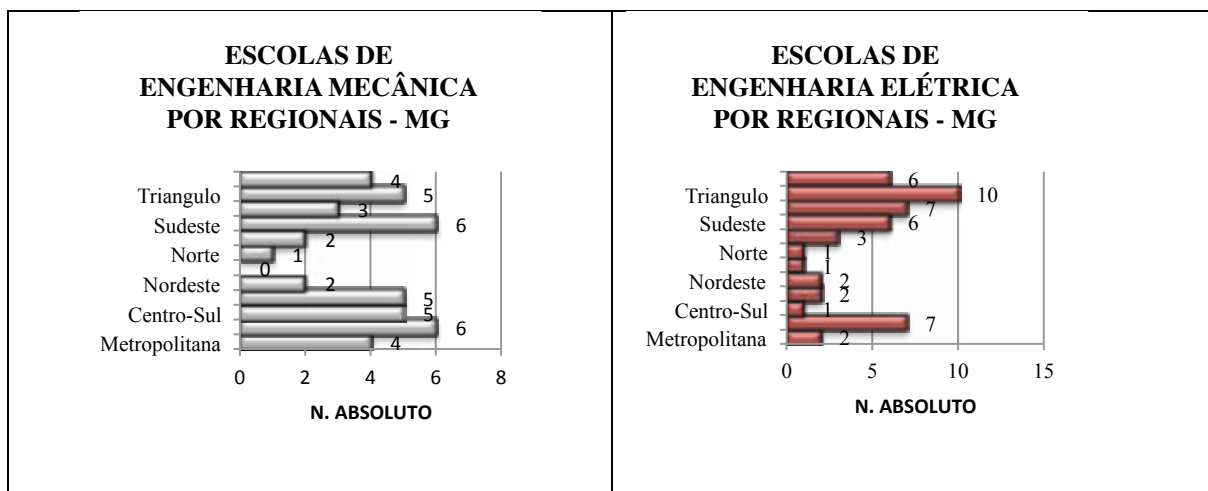 ESCOLAS DE
ENGENHARIA MECÂNICA
POR REGIONAIS - MG
4
Triangulo 5
3
Sudeste 6
2
Norte 1
0
Nordeste 2
5
Centro-Sul 5
6
Metropolitana 4
0 2 4 6 8
N. ABSOLUTO
ESCOLAS DE
ENGENHARIA ELÉTRICA
POR REGIONAIS - MG
6
Triangulo 10
7
Sudeste 6
3
Norte 1
1
Nordeste 2
2
Centro-Sul 1
7
Metropolitana 2
0 5 10 15
N. ABSOLUTO